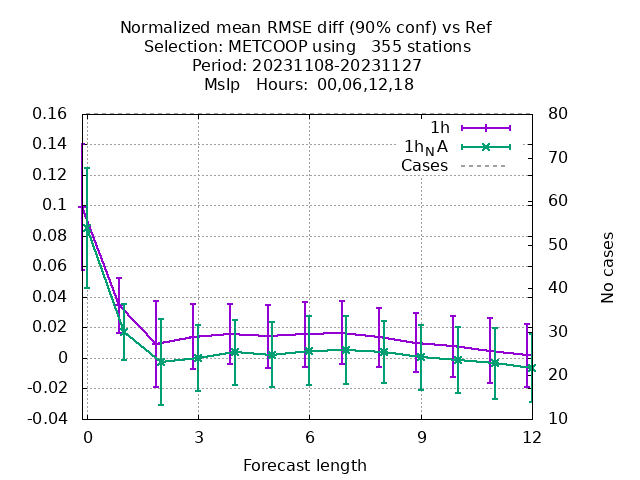 Normalized mean RMSE diff (90% conf) vs Ref
Selection: METCOOP using   355 stations
Period: 20231108-20231127
Mslp   Hours:  00,06,12,18
0.16
0.14
0.12
0.1
0.08
0.06
0.04
0.02
0
-0.02
-0.04
80
70
60
50
40
30
20
10
No cases
1h
1hNA
Cases
0 3 6 9 12
Forecast length